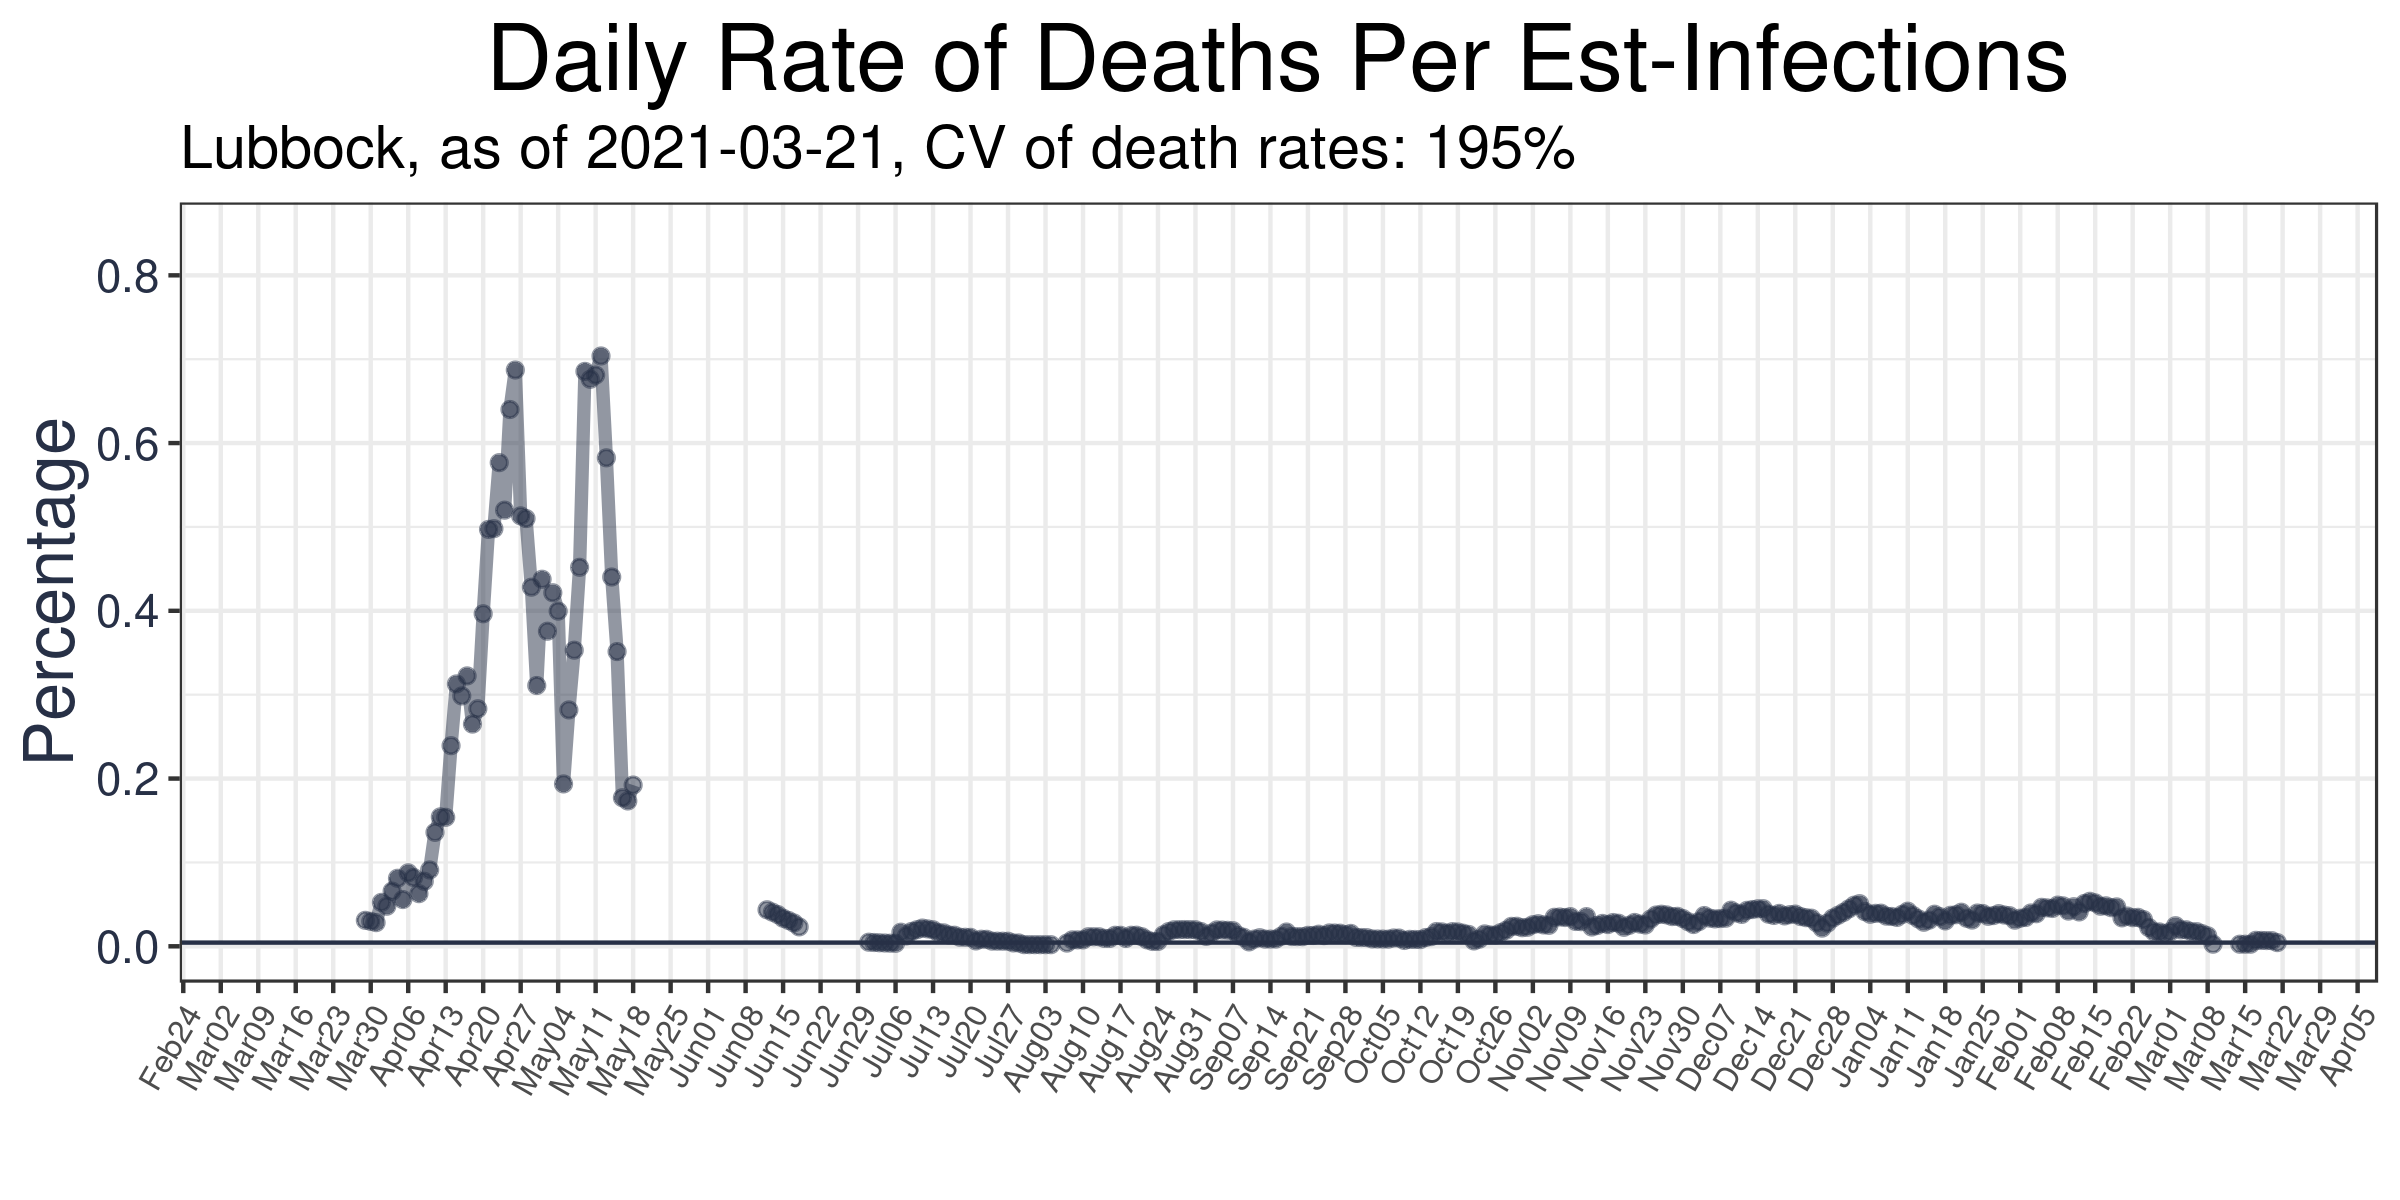 Daily Rate of Deaths Per Est-Infections
Lubbock, as of 2021-03-21, CV of death rates: 195%
Percentage
0.8
0.6
0.4
0.2
0.0
Feb24 Mar02 Mar09 Mar16 Mar23 Mar30 Apr06 Apr13 Apr20 Apr27 May04 May11 May18 May25 Jun01 Jun08 Jun15 Jun22 Jun29 Jul06 Jul13 Jul20 Jul27 Aug03 Aug10 Aug17 Aug24 Aug31 Sep07 Sep14 Sep21 Sep28 Oct05 Oct12 Oct19 Oct26 Nov02 Nov09 Nov16 Nov23 Nov30 Dec07 Dec14 Dec21 Dec28 Jan04 Jan11 Jan18 Jan25 Feb01 Feb08 Feb15 Feb22 Mar01 Mar08 Mar15 Mar22 Mar29 Apr05